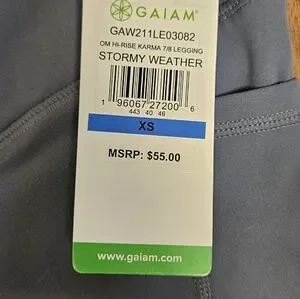 GAIAM®
GAW211LE03082
OM HI-RISE KARMA 7/8 LEGGING
STORMY WEATHER
1 96067 27200 6
443 40 46
XS
MSRP: $55.00
www.gaiam.com